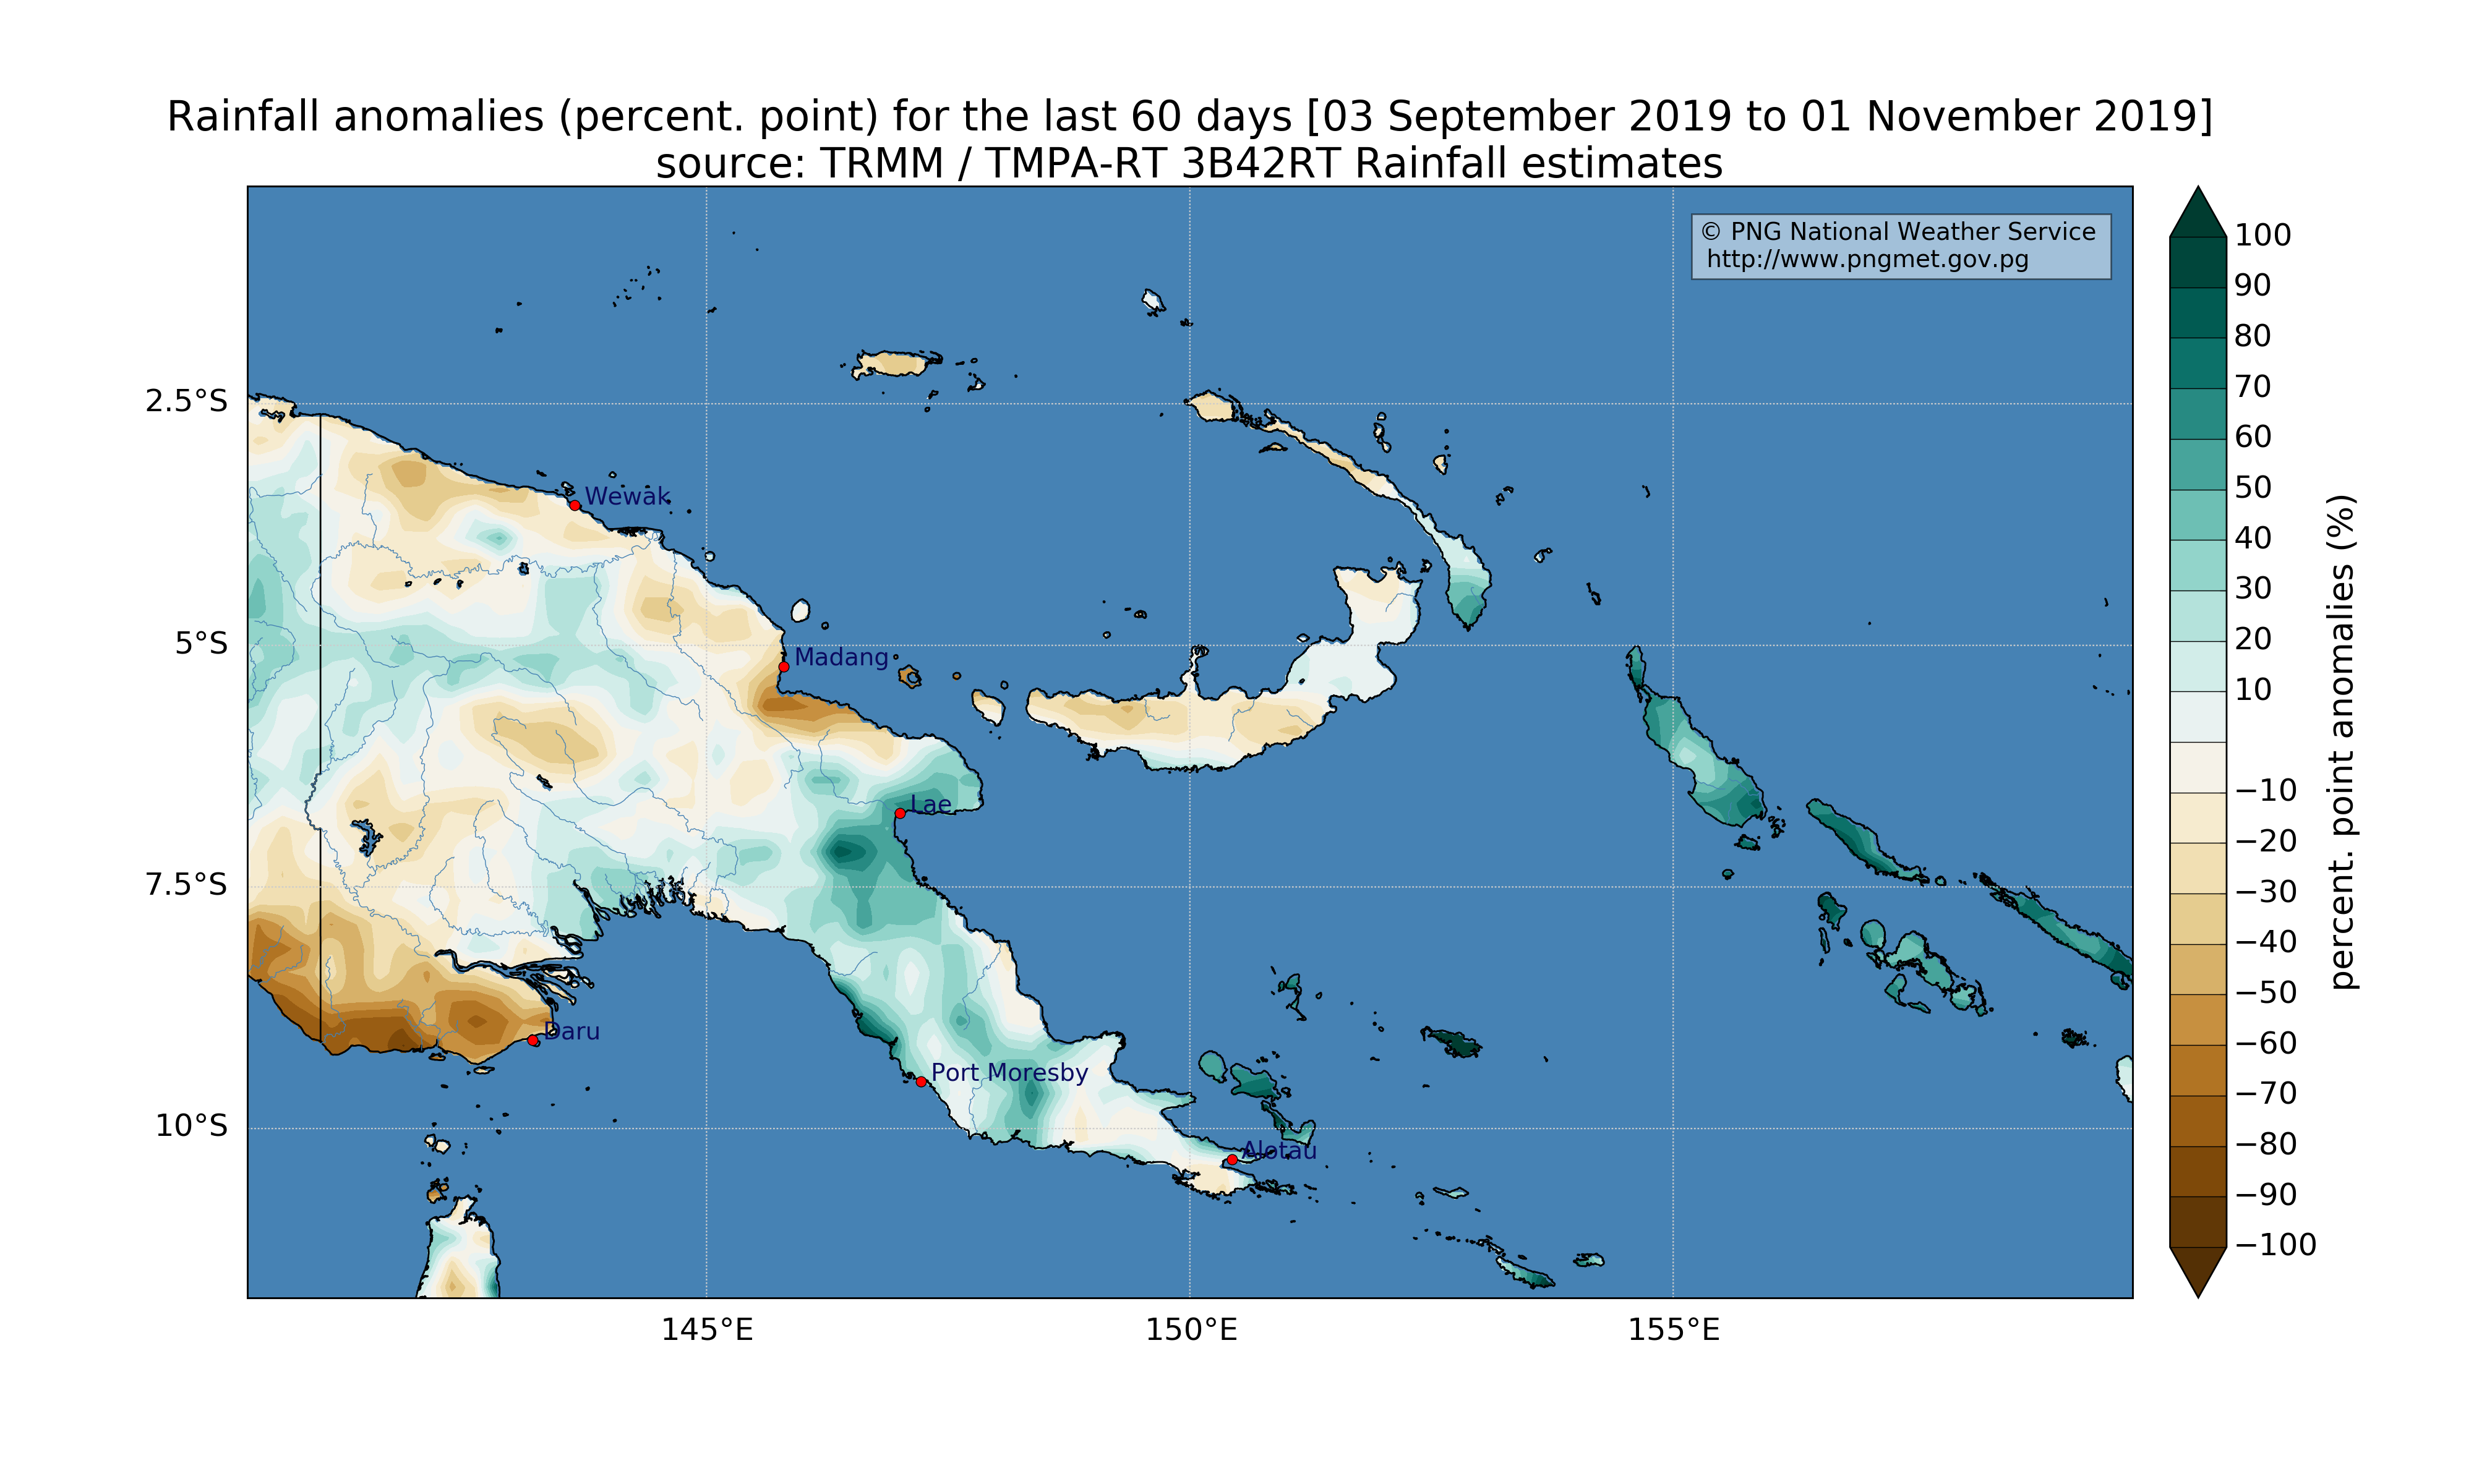 Rainfall anomalies (percent. point) for the last 60 days [03 September 2019 to 01 November 2019]
source: TRMM / TMPA-RT 3B42RT Rainfall estimates
© PNG National Weather Service
http://www.pngmet.gov.pg
2.5°S
5°S
7.5°S
10°S
Wewak
Madang
Lae
Daru
Port Moresby
Alotau
145°E
150°E
155°E
100
90
80
70
60
50
40
30
20
10
−10
−20
−30
−40
−50
−60
−70
−80
−90
−100
percent. point anomalies (%)